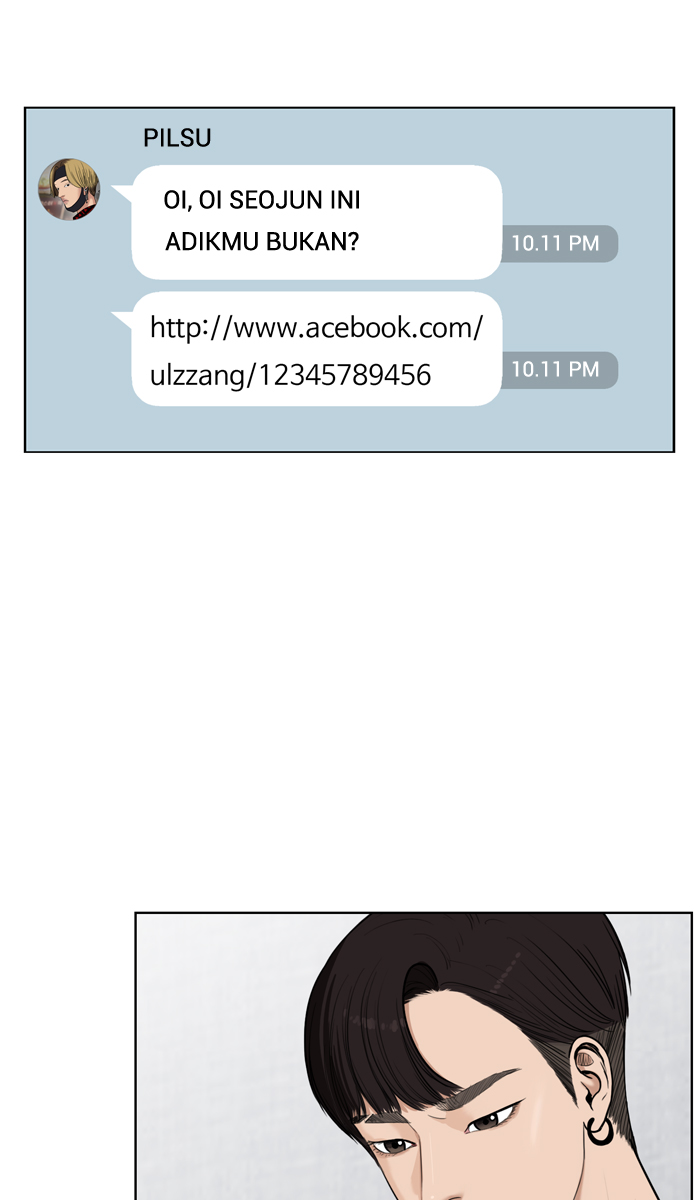 PILSU
OI, OI SEOJUN INI
ADIKMU BUKAN?
10.11 PM
http://www.acebook.com/
ulzzang/12345789456
10.11 PM